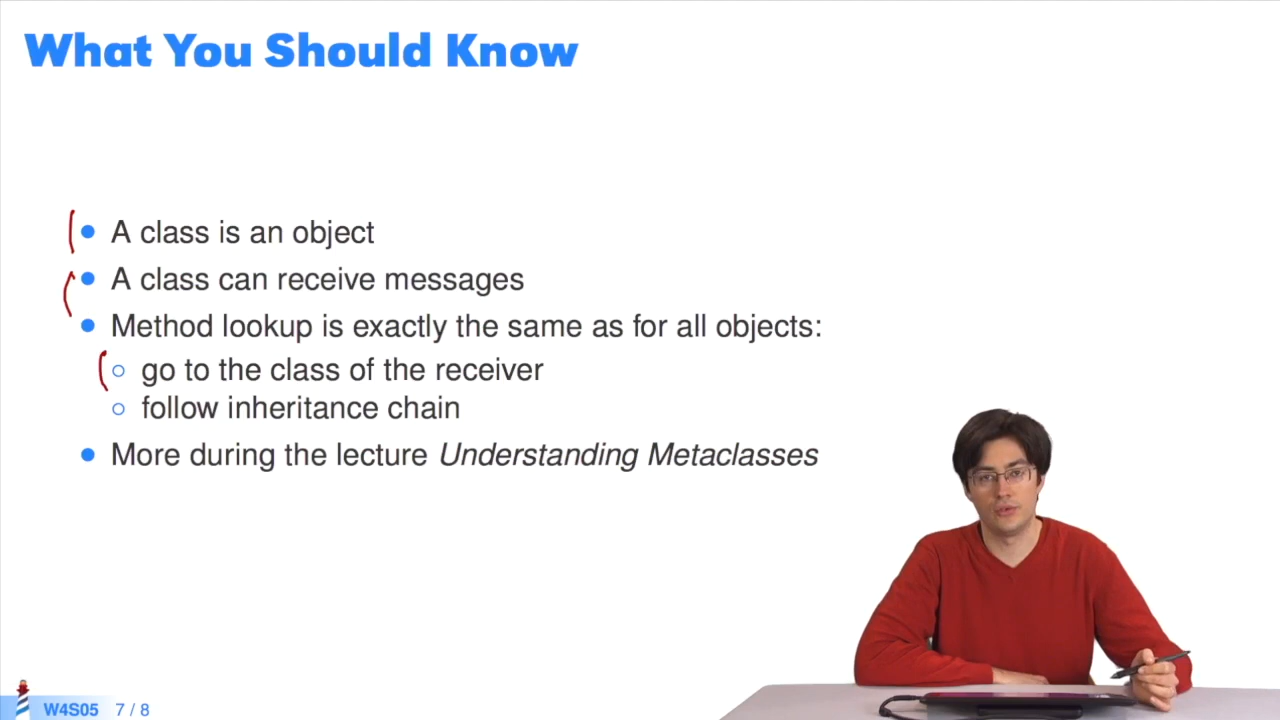 What You Should Know
A class is an object
A class can receive messages
Method lookup is exactly the same as for all objects:
go to the class of the receiver
follow inheritance chain
More during the lecture Understanding Metaclasses
W4S05 7 / 8